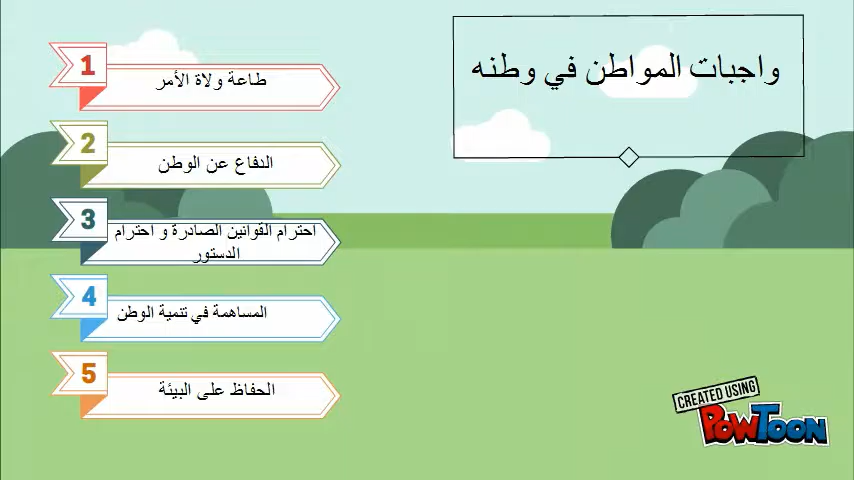 واجبات المواطن في وطنه
1
طاعة ولاة الأمر
2
الدفاع عن الوطن
3
احترام القوانين الصادرة و احترام
الدستور
4
المساهمة في تنمية الوطن
5
الحفاظ على البيئة
CREATED USING
POWTOON